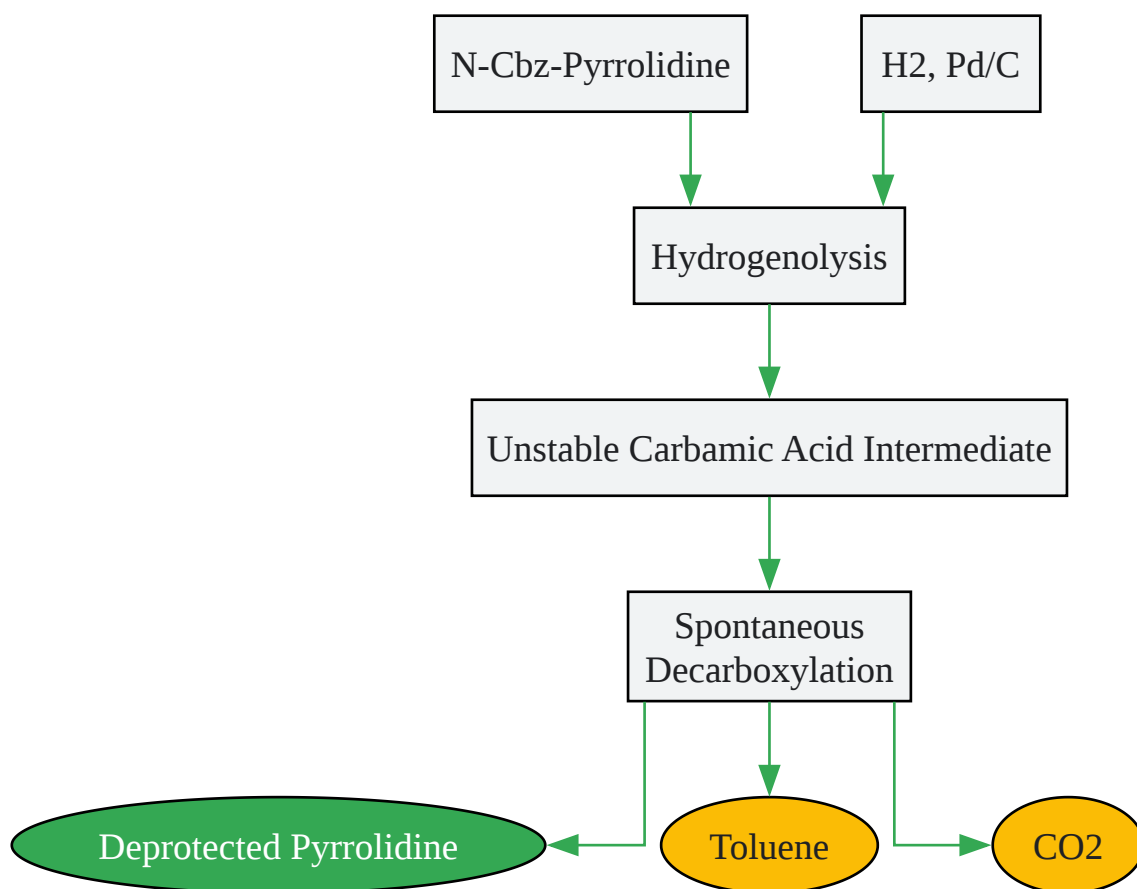 N-Cbz-Pyrrolidine
H2, Pd/C
Hydrogenolysis
Unstable Carbamic Acid Intermediate
Spontaneous
Decarboxylation
Deprotected Pyrrolidine
Toluene
CO2